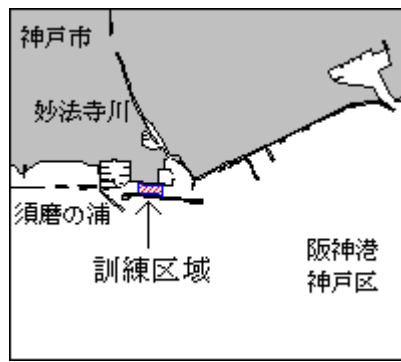 神戸市
妙法寺川
須磨の浦
訓練区域
阪神港
神戸区